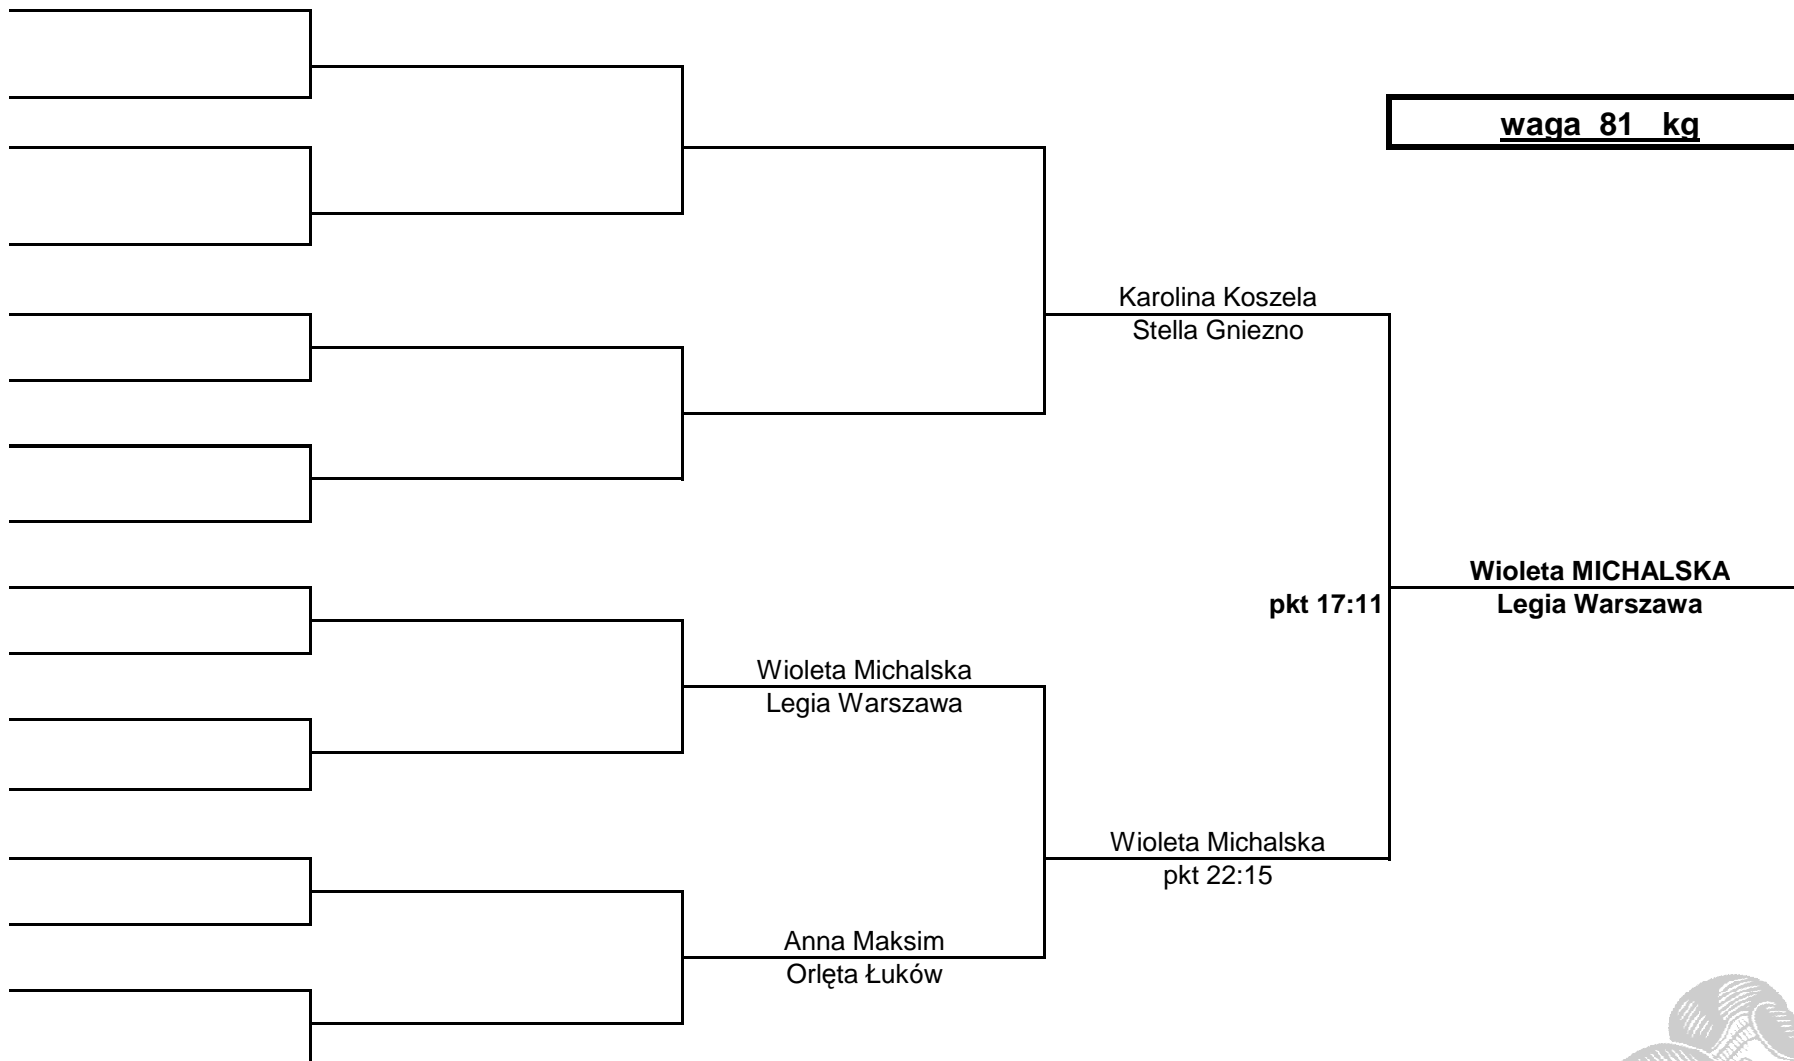 waga 81 kg
Karolina Koszela
Stella Gniezno
Wioleta MICHALSKA
pkt 17:11
Legia Warszawa
Wioleta Michalska
Legia Warszawa
Wioleta Michalska
pkt 22:15
Anna Maksim
Orlęta Łuków